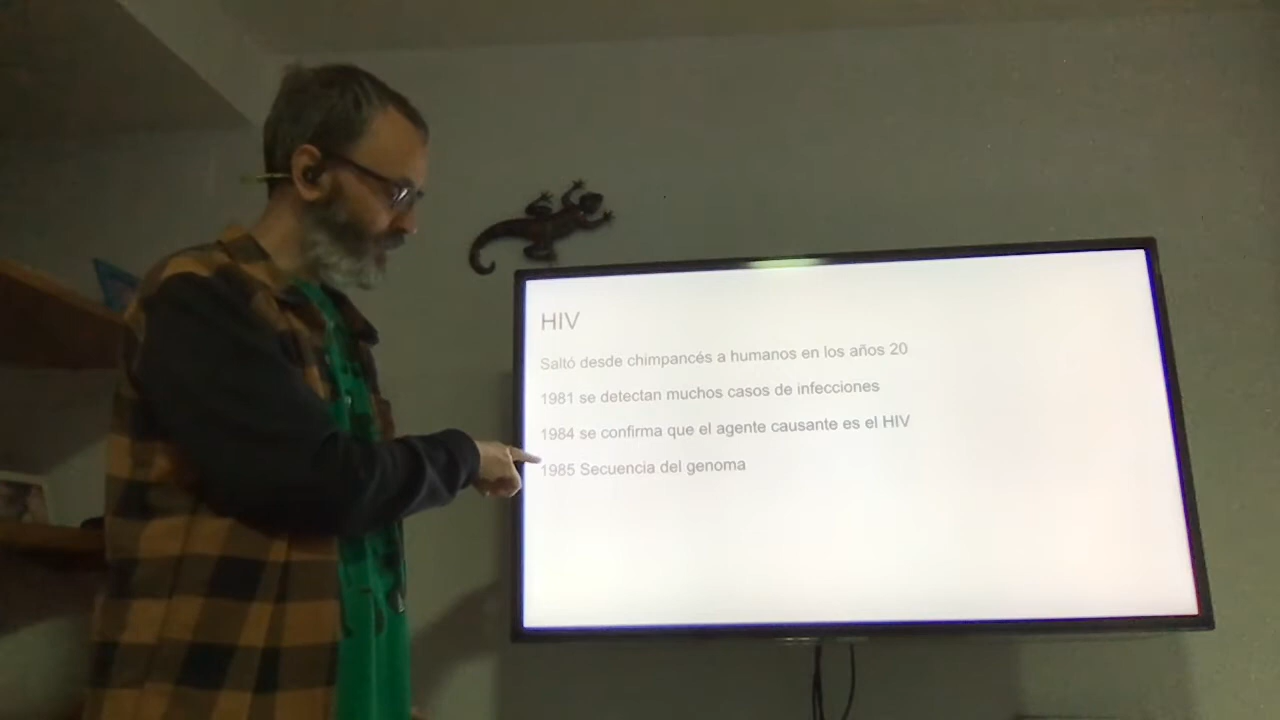 HIV
Saltó desde chimpancés a humanos en los años 20
1981 se detectan muchos casos de infecciones
1984 se confirma que el agente causante es el HIV
1985 Secuencia del genoma